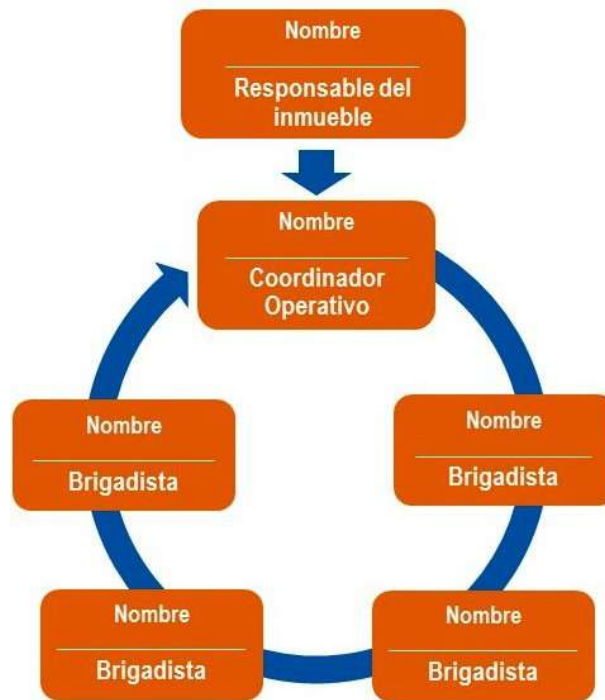 Nombre
Responsable del
inmueble
Nombre
Coordinador
Operativo
Nombre
Brigadista
Nombre
Brigadista
Nombre
Brigadista
Nombre
Brigadista